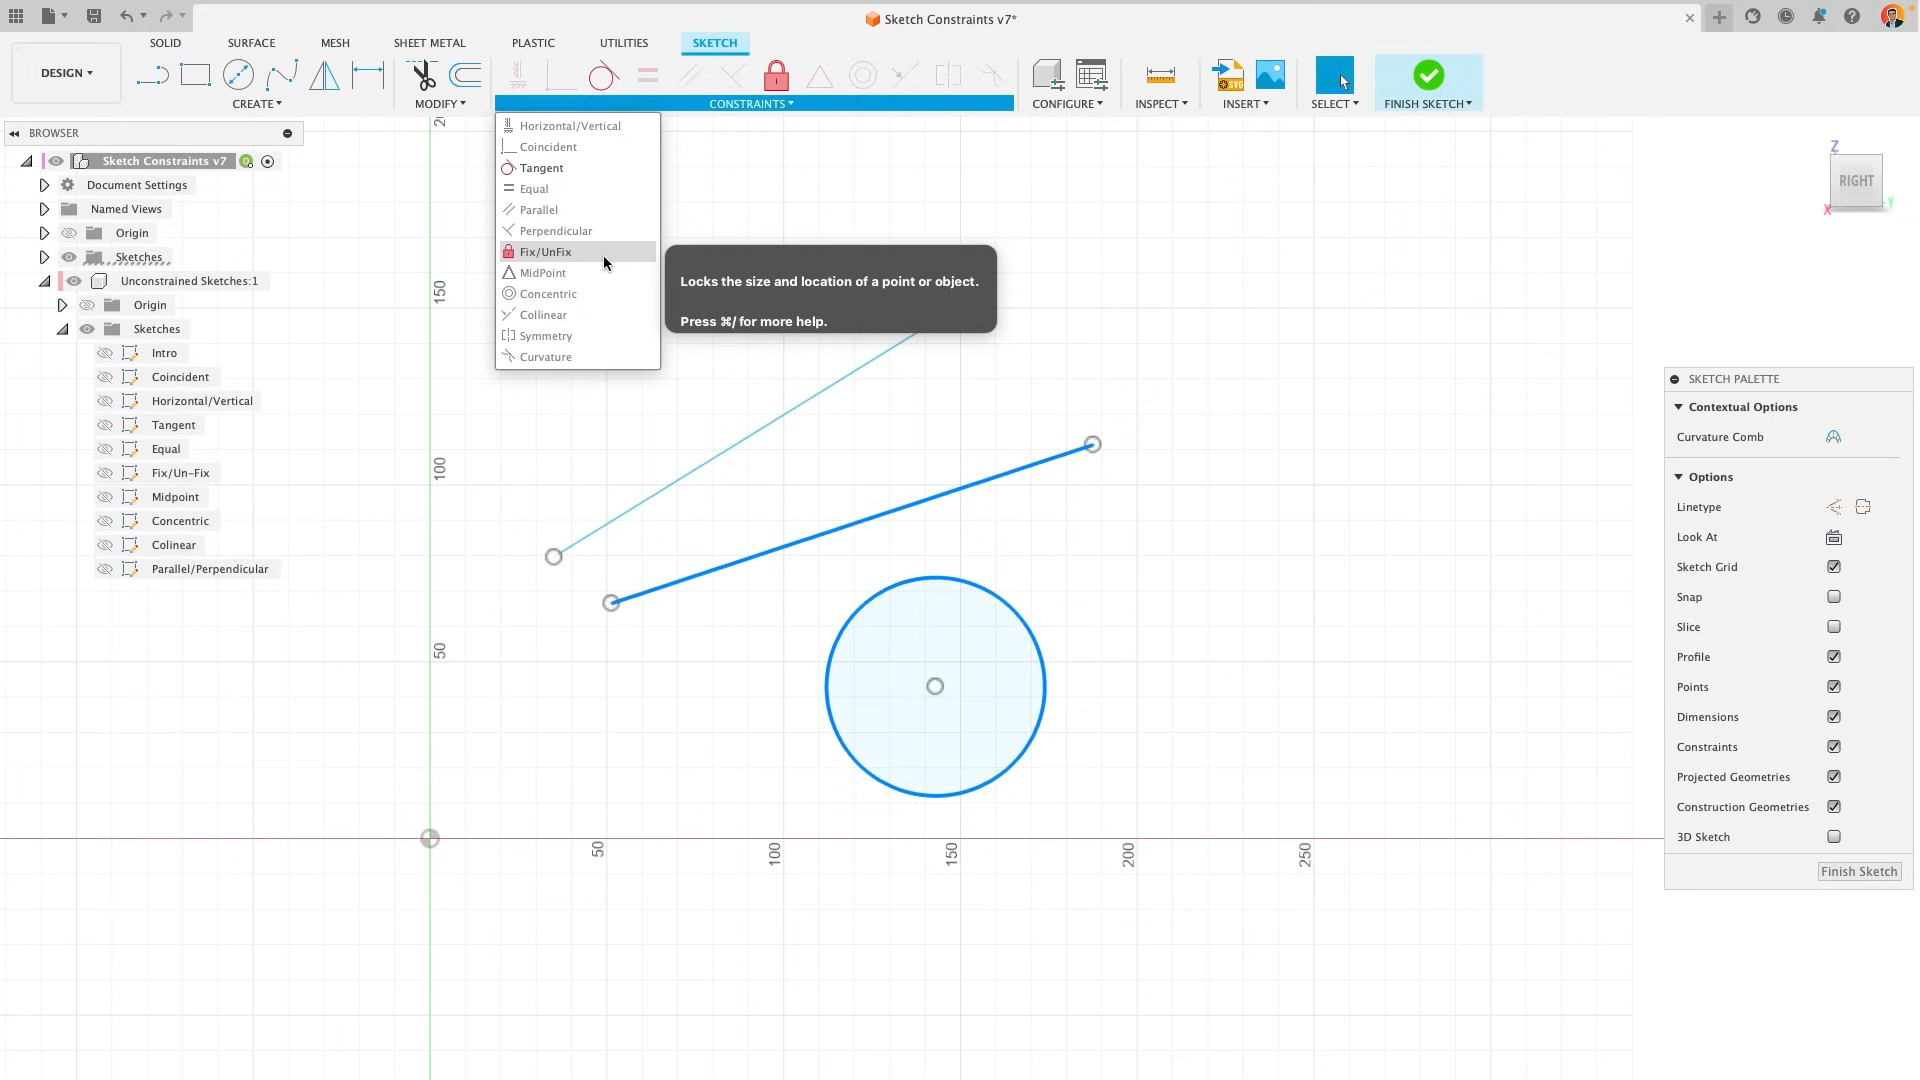 Sketch Constraints v7*
DESIGN
SOLID
SURFACE
MESH
SHEET METAL
PLASTIC
UTILITIES
SKETCH
CREATE
MODIFY
CONSTRAINTS
CONFIGURE
INSPECT
INSERT
SELECT
FINISH SKETCH
BROWSER
Sketch Constraints v7
Document Settings
Named Views
Origin
Sketches
Unconstrained Sketches:1
Origin
Sketches
Intro
Coincident
Horizontal/Vertical
Tangent
Equal
Fix/Un-Fix
Midpoint
Concentric
Colinear
Parallel/Perpendicular
Horizontal/Vertical
Coincident
Tangent
Equal
Parallel
Perpendicular
Fix/UnFix
MidPoint
Concentric
Collinear
Symmetry
Curvature
Locks the size and location of a point or object.
Press ⌘/ for more help.
150
100
50
50
100
150
200
250
Z
RIGHT
X
Y
SKETCH PALETTE
Contextual Options
Curvature Comb
Options
Linetype
Look At
Sketch Grid
Snap
Slice
Profile
Points
Dimensions
Constraints
Projected Geometries
Construction Geometries
3D Sketch
Finish Sketch